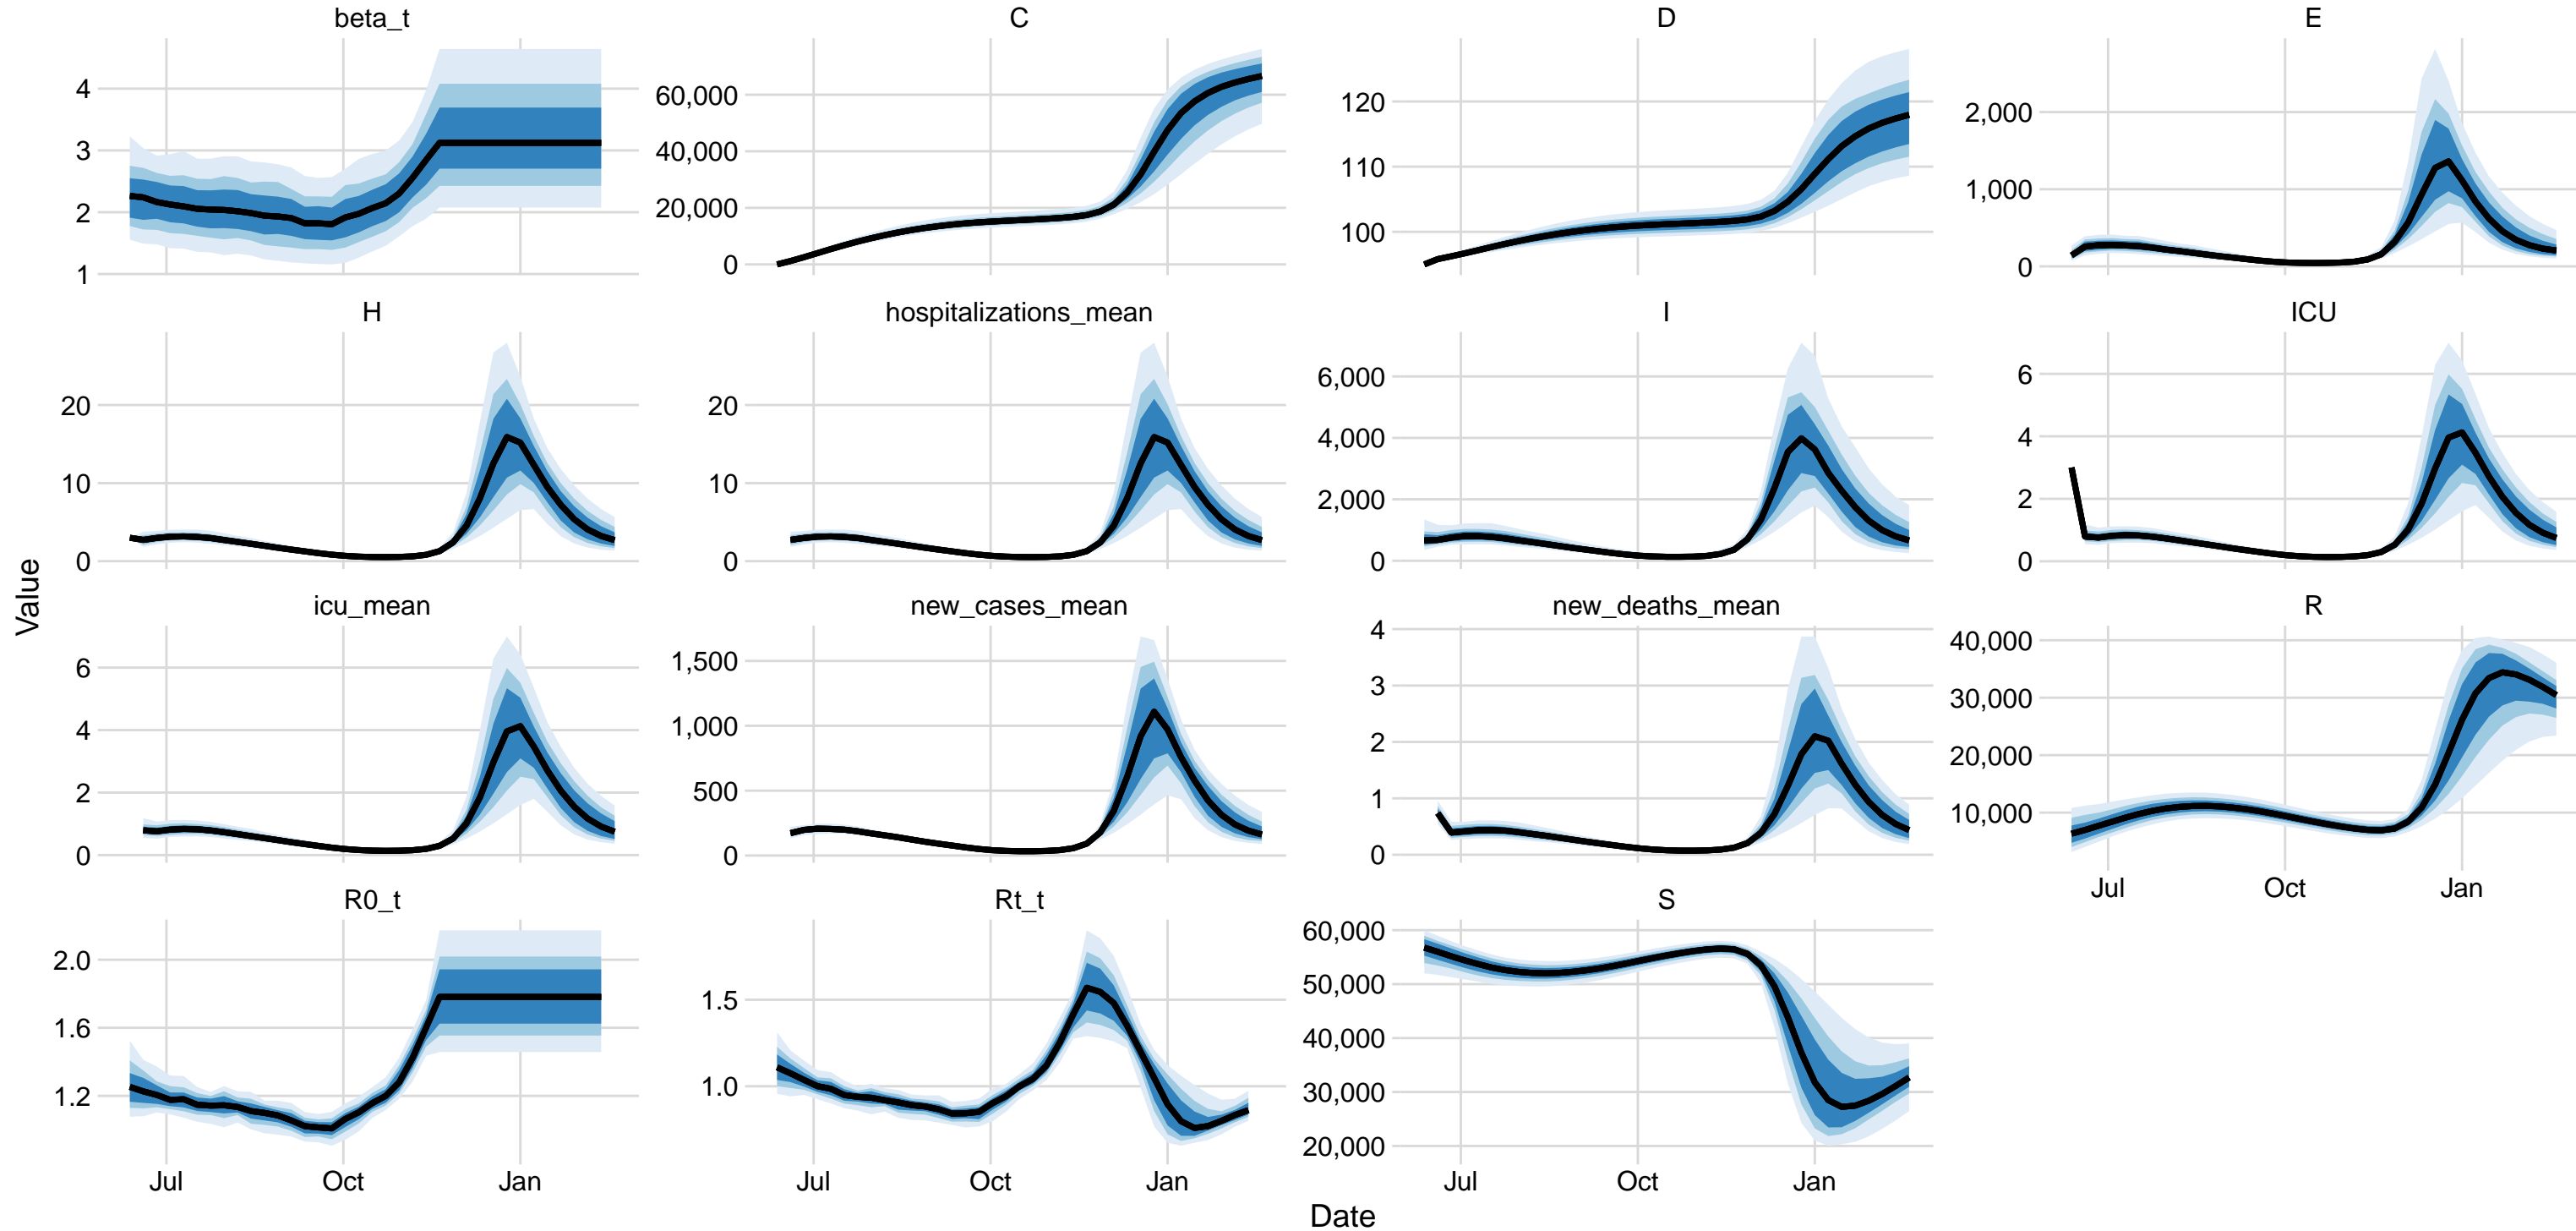 beta_t
C
D
E
4
3
2
1
60,000
40,000
20,000
0
120
110
100
2,000
1,000
0
H
hospitalizations_mean
I
ICU
20
10
0
20
10
0
6,000
4,000
2,000
0
6
4
2
0
icu_mean
new_cases_mean
new_deaths_mean
R
6
4
2
0
1,500
1,000
500
0
4
3
2
1
0
40,000
30,000
20,000
10,000
Jul
Oct
Jan
R0_t
Rt_t
S
2.0
1.6
1.2
Jul
Oct
Jan
1.5
1.0
Jul
Oct
Jan
60,000
50,000
40,000
30,000
20,000
Jul
Oct
Jan
Value
Date